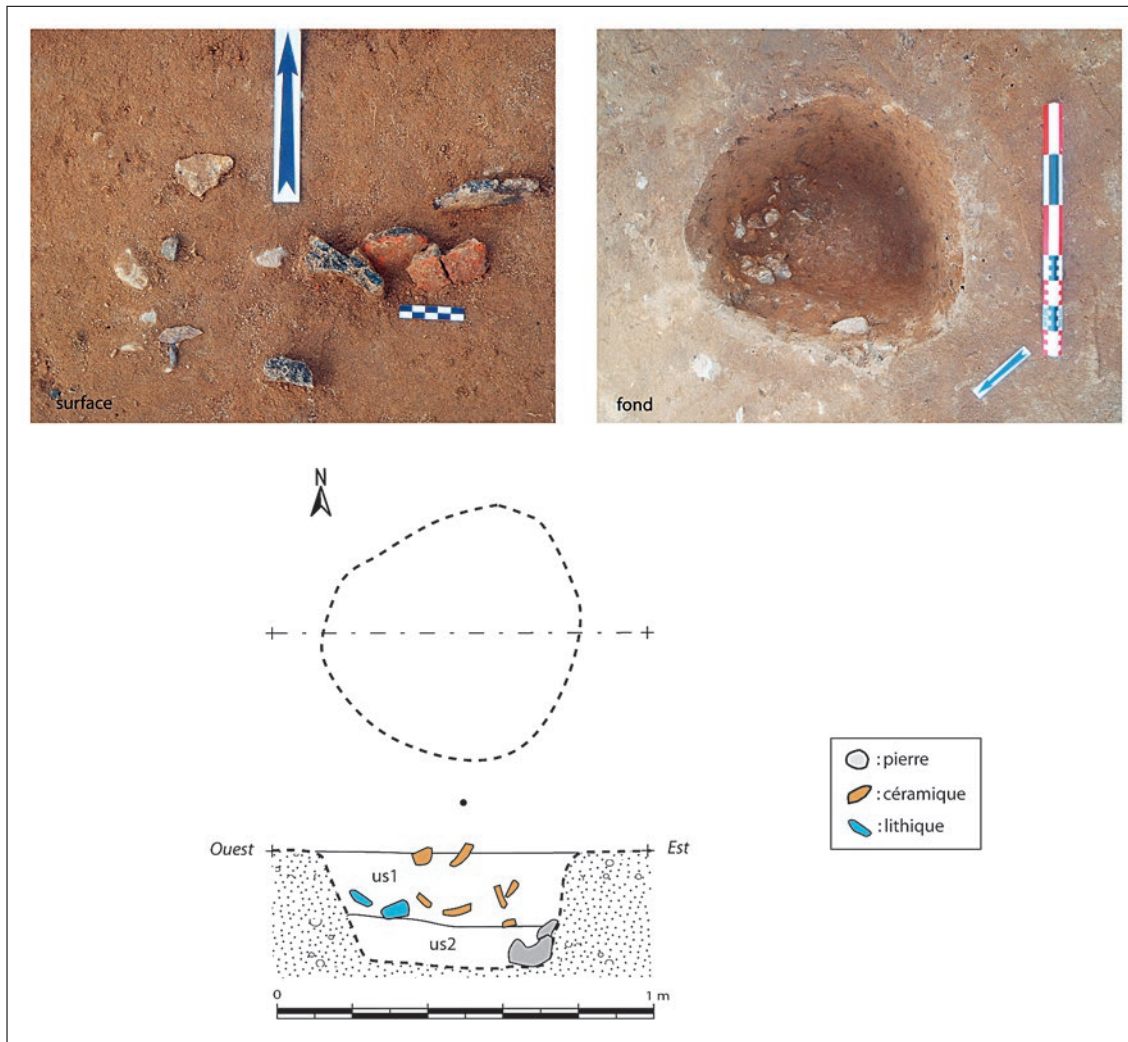 surface
fond
N
Ouest
Est
us1
us2
: pierre
: céramique
: lithique
0
1 m